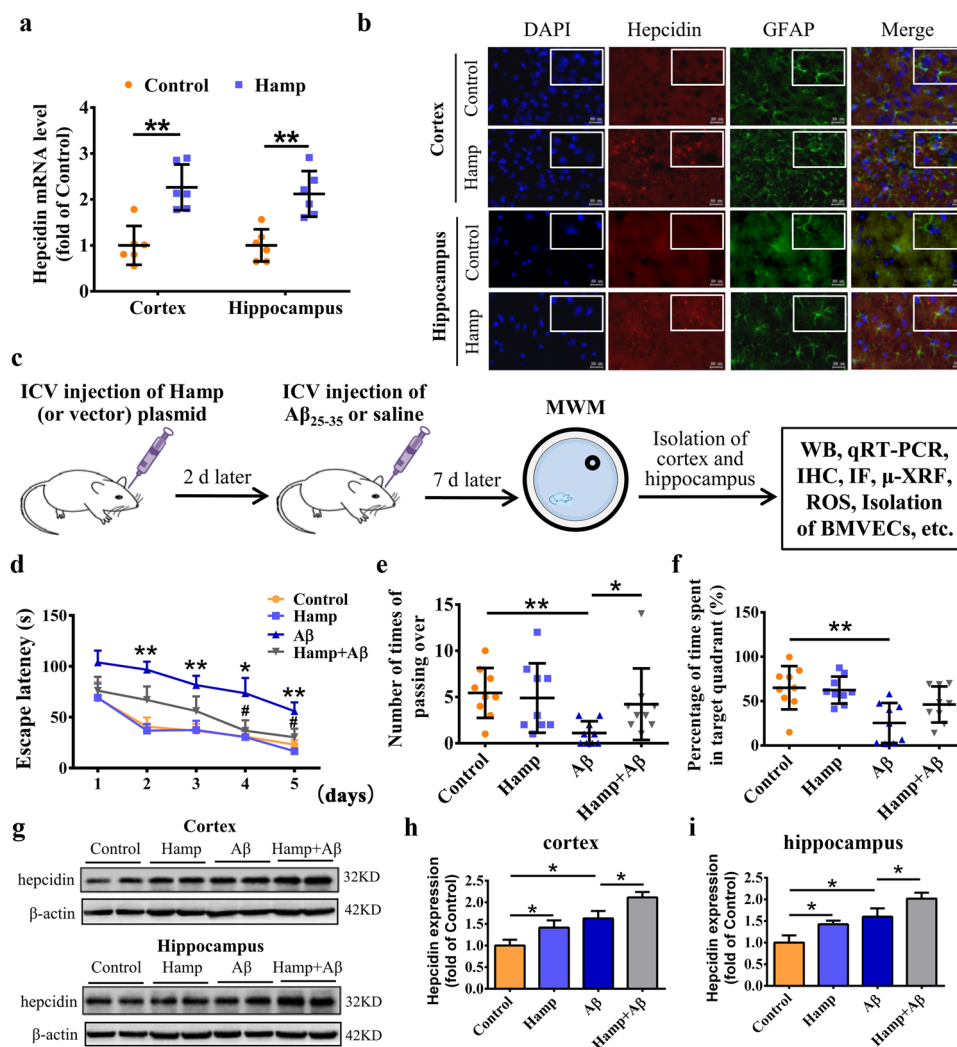 a
Control Hamp
Hepcidin mRNA level
(fold of Control)
4
3
2
1
0
**
**
Cortex Hippocampus
b
DAPI Hepcidin GFAP Merge
Cortex
Control
Hamp
Hippocampus
Control
Hamp
c
ICV injection of Hamp
(or vector) plasmid
2 d later
ICV injection of
Aβ25-35 or saline
7 d later
MWM
Isolation of
cortex and
hippocampus
WB, qRT-PCR,
IHC, IF, μ-XRF,
ROS, Isolation
of BMVECs, etc.
d
Escape lateney (s)
150
100
50
0
Control
Hamp
Aβ
Hamp+Aβ
** ** * **
# #
1 2 3 4 5 (days)
e
Number of times of
passing over
20
15
10
5
0
** *
Control Hamp Aβ Hamp+Aβ
f
Percentage of time spent
in target quadrant (%)
150
100
50
0
**
Control Hamp Aβ Hamp+Aβ
g
Cortex
Control Hamp Aβ Hamp+Aβ
hepcidin 32KD
β-actin 42KD
Hippocampus
Control Hamp Aβ Hamp+Aβ
hepcidin 32KD
β-actin 42KD
h
cortex
Hepcidin expression
(fold of Control)
2.5
2.0
1.5
1.0
0.5
0.0
* * *
Control Hamp Aβ Hamp+Aβ
i
hippocampus
Hepcidin expression
(fold of Control)
2.5
2.0
1.5
1.0
0.5
0.0
* * *
Control Hamp Aβ Hamp+Aβ